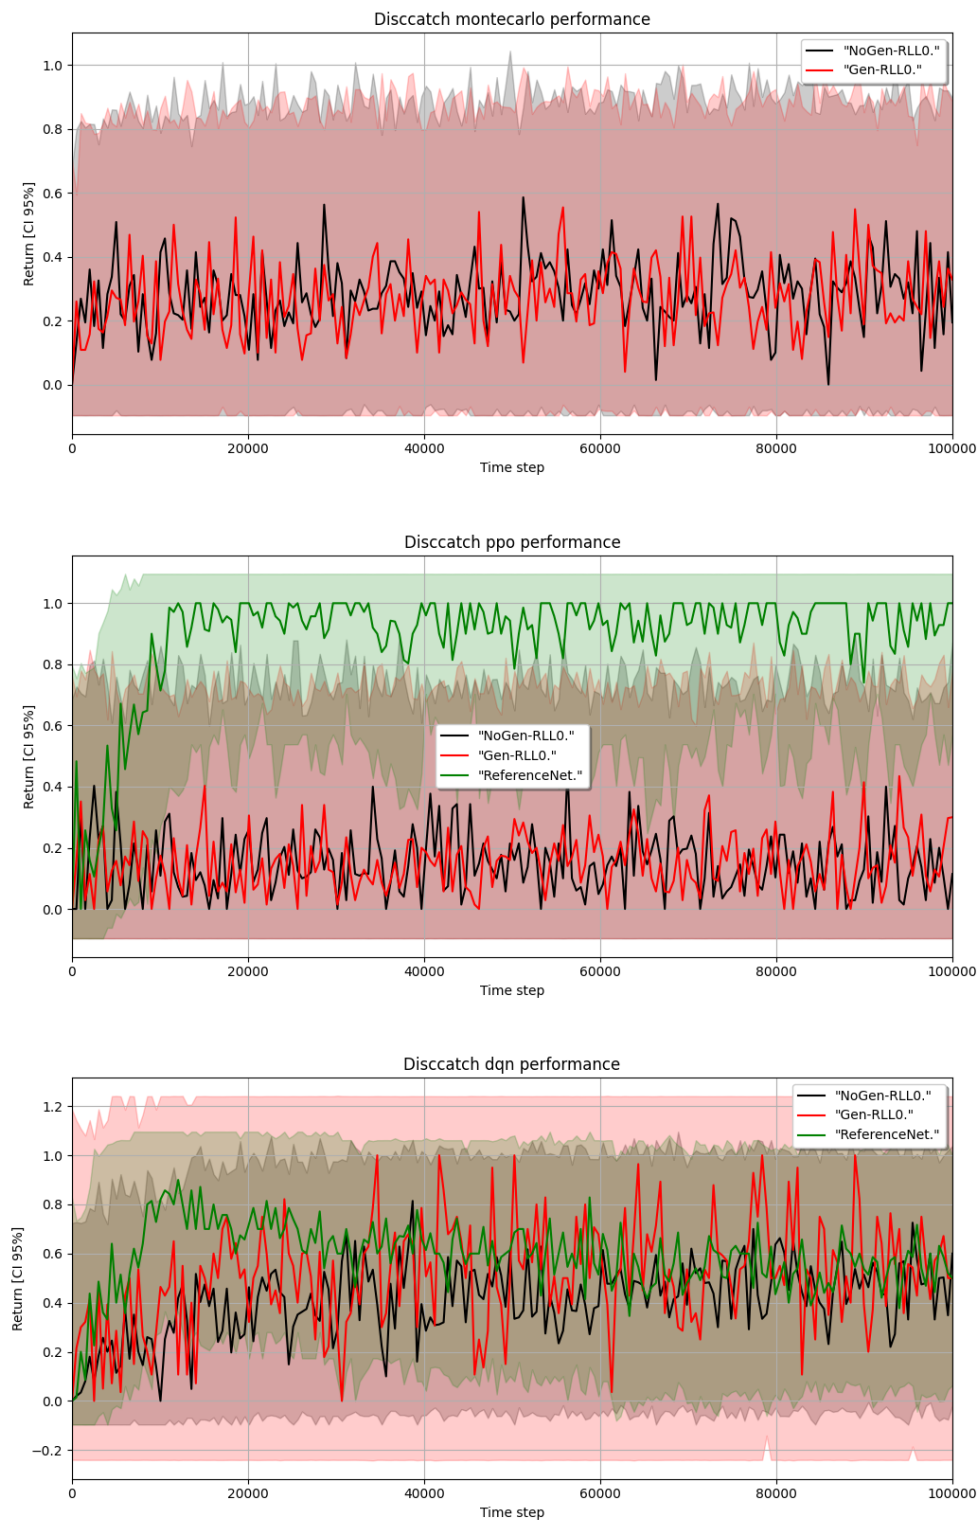 Disccatch montecarlo performance
1.0
0.8
0.6
0.4
0.2
0.0
Return [CI 95%]
"NoGen-RLL0."
"Gen-RLL0."
0 20000 40000 60000 80000 100000
Time step
Disccatch ppo performance
1.0
0.8
0.6
0.4
0.2
0.0
Return [CI 95%]
"NoGen-RLL0."
"Gen-RLL0."
"ReferenceNet."
0 20000 40000 60000 80000 100000
Time step
Disccatch dqn performance
1.2
1.0
0.8
0.6
0.4
0.2
0.0
−0.2
Return [CI 95%]
"NoGen-RLL0."
"Gen-RLL0."
"ReferenceNet."
0 20000 40000 60000 80000 100000
Time step